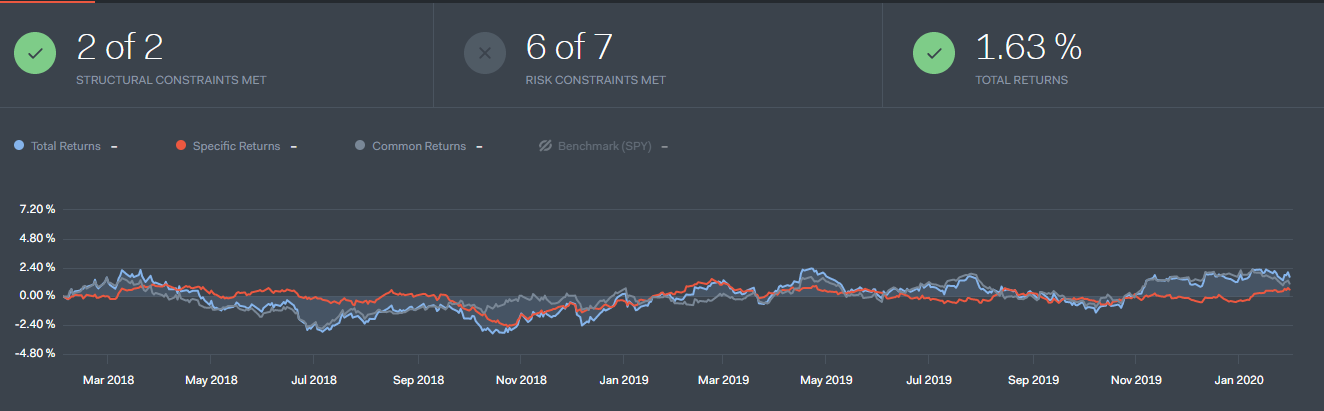 2 of 2
STRUCTURAL CONSTRAINTS MET
6 of 7
RISK CONSTRAINTS MET
1.63 %
TOTAL RETURNS
Total Returns – Specific Returns – Common Returns – Benchmark (SPY) –
7.20 %
4.80 %
2.40 %
0.00 %
-2.40 %
-4.80 %
Mar 2018 May 2018 Jul 2018 Sep 2018 Nov 2018 Jan 2019 Mar 2019 May 2019 Jul 2019 Sep 2019 Nov 2019 Jan 2020